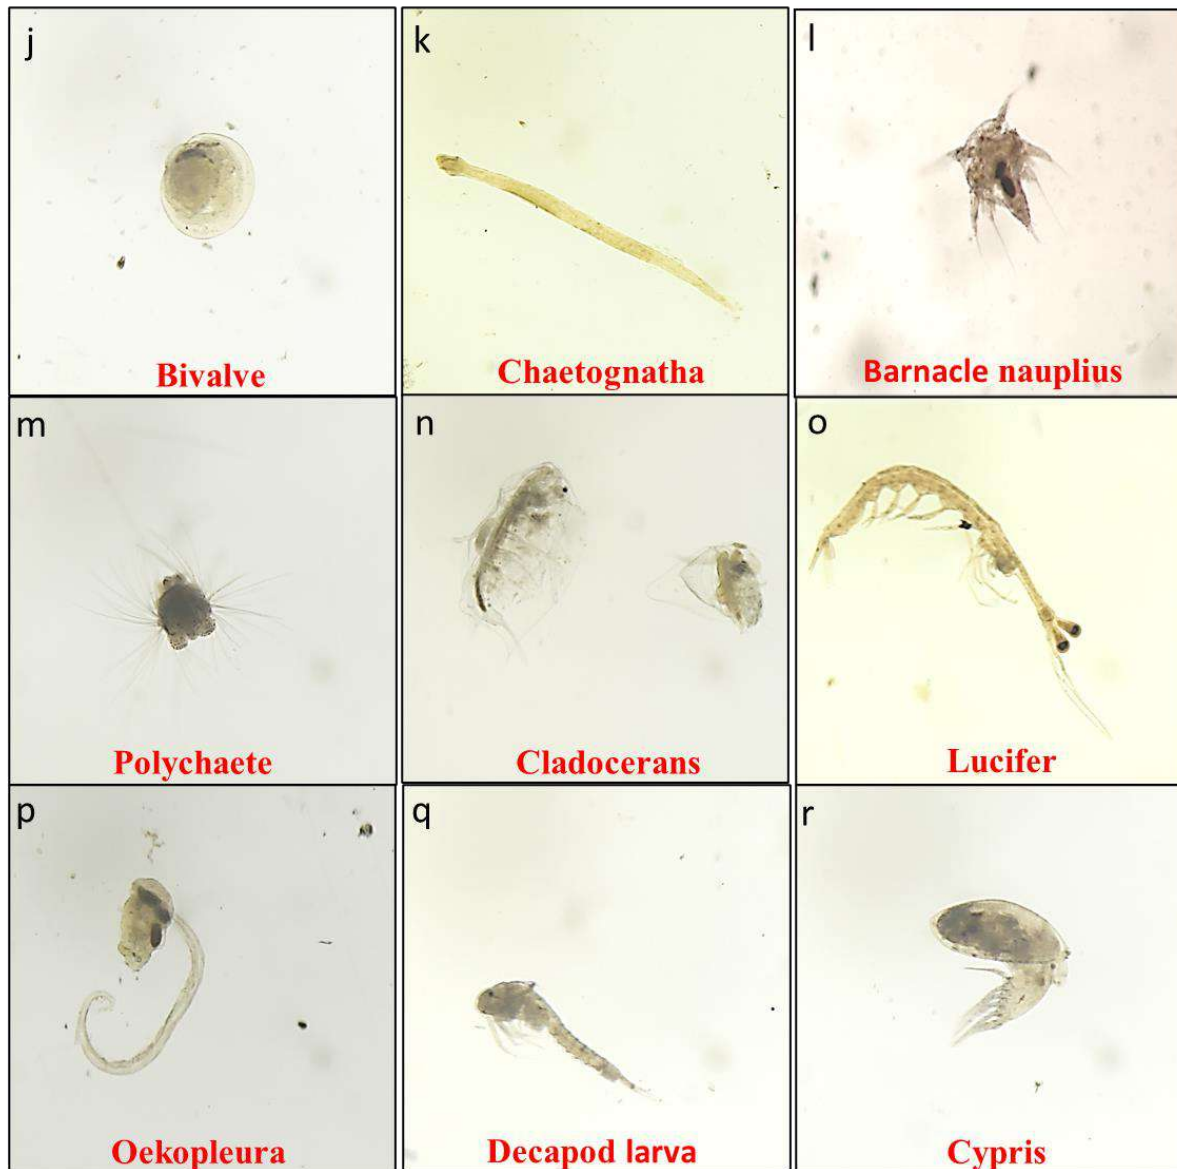 j
k
l
Bivalve
Chaetognatha
Barnacle nauplius
m
n
o
Polychaete
Cladocerans
Lucifer
p
q
r
Oekopleura
Decapod larva
Cypris